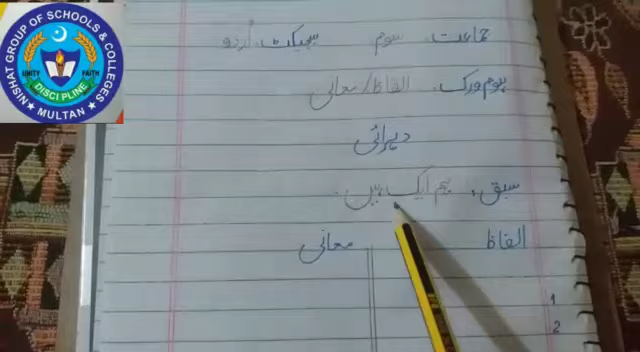 NISHAT GROUP OF SCHOOLS & COLLEGES
UNITY FAITH
DISCIPLINE
MULTAN
جماعت۔ سوم سبجیکٹ۔ اُردو
ہوم ورک۔ الفاظ/معانی
دہرائی
سبق، ہم ایک ہیں۔
الفاظ معانی
1
2